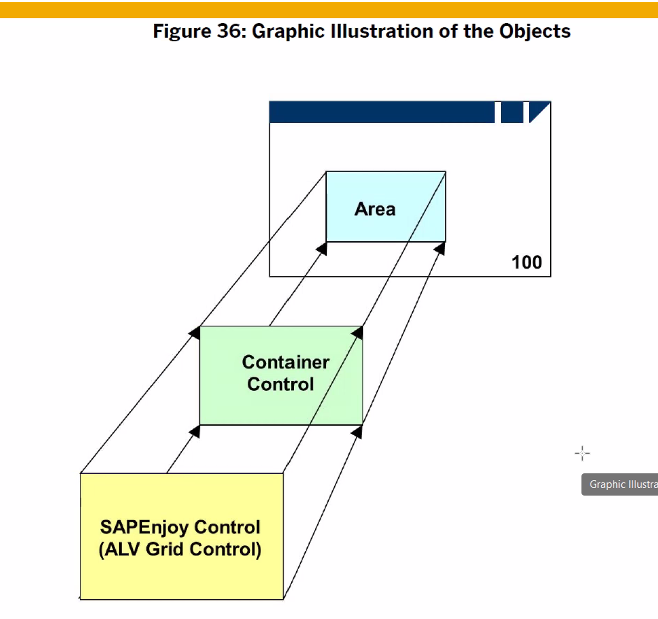 Figure 36: Graphic Illustration of the Objects
Area
100
Container
Control
Graphic Illustra
SAPEnjoy Control
(ALV Grid Control)